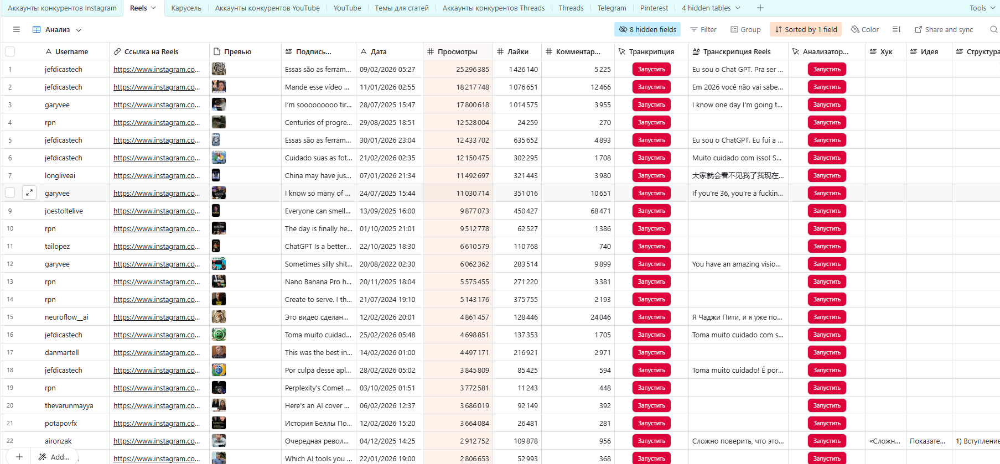 Аккаунты конкурентов Instagram Reels Карусель Аккаунты конкурентов YouTube YouTube Темы для статей Аккаунты конкурентов Threads Threads Telegram Pinterest 4 hidden tables Tools
Анализ 8 hidden fields Filter Group Sorted by 1 field Color Share and sync
Username Ссылка на Reels Превью Подпись... Дата Просмотры Лайки Комментар... Транкрипция Транскрипция Reels Анализатор... Хук Идея Структура
1 jefdicastech https://www.instagram.co... Essas são as ferram... 09/02/2026 05:27 25 296 385 1 426 140 5 225 Запустить Eu sou o Chat GPT. Pra ser ... Запустить
2 jefdicastech https://www.instagram.co... Mande esse vídeo ... 11/01/2026 02:55 18 217 748 1 076 651 12 466 Запустить Em 2026 você não vai sabe... Запустить
3 garyvee https://www.instagram.co... I'm sooooooooo tir... 28/07/2025 15:47 17 800 618 1 014 575 3 955 Запустить I know one day I'm going t... Запустить
4 rpn https://www.instagram.co... Centuries of progre... 29/08/2025 18:51 12 528 004 24 259 270 Запустить Запустить
5 jefdicastech https://www.instagram.co... Essas são as ferram... 30/01/2026 23:04 12 433 702 635 652 4 893 Запустить Eu sou o ChatGPT. Eu fui a ... Запустить
6 jefdicastech https://www.instagram.co... Cuidado suas as fot... 21/02/2026 02:35 12 150 475 302 295 1 708 Запустить Muito cuidado com isso! S... Запустить
7 longliveai https://www.instagram.co... China may have jus... 07/01/2026 21:34 11 492 697 321 443 3 980 Запустить 大家就会看不见我了我现在... Запустить
garyvee https://www.instagram.co... I know so many of ... 24/07/2025 15:44 11 030 714 351 016 10 651 Запустить If you're 36, you're a fuckin... Запустить
9 joestoltelive https://www.instagram.co... Everyone can smell... 13/09/2025 16:00 9 877 073 450 427 68 471 Запустить Запустить
10 rpn https://www.instagram.co... The day is finally he... 01/10/2025 21:01 9 512 778 62 527 1 386 Запустить Запустить
11 tailopez https://www.instagram.co... ChatGPT Is a better... 22/10/2025 18:30 6 610 579 110 768 740 Запустить Запустить
12 garyvee https://www.instagram.co... Sometimes silly shit... 20/08/2022 02:30 6 062 362 283 514 9 899 Запустить You have an amazing visio... Запустить
13 rpn https://www.instagram.co... Nano Banana Pro h... 20/11/2025 18:04 5 575 455 271 220 3 381 Запустить Запустить
14 rpn https://www.instagram.co... Create to serve. I th... 21/07/2024 19:10 5 143 176 375 755 2 193 Запустить Запустить
15 neuroflow__ai https://www.instagram.co... Это видео сделан... 12/02/2026 20:01 4 861 457 128 446 24 046 Запустить Я Чаджи Пити, и я уже по... Запустить
16 jefdicastech https://www.instagram.co... Toma muito cuidad... 25/02/2026 05:48 4 698 851 137 353 1 705 Запустить Toma muito cuidado com s... Запустить
17 danmartell https://www.instagram.co... This was the best in... 14/02/2026 01:00 4 497 171 216 921 2 971 Запустить Запустить
18 jefdicastech https://www.instagram.co... Por culpa desse apl... 28/02/2026 05:02 3 845 809 85 425 594 Запустить Toma muito cuidado! É por... Запустить
19 rpn https://www.instagram.co... Perplexity's Comet ... 03/10/2025 01:51 3 772 581 11 243 448 Запустить Запустить
20 thevarunmayya https://www.instagram.co... Here's an AI cover ... 06/02/2026 12:37 3 686 019 92 149 392 Запустить Запустить
21 potapovfx https://www.instagram.co... История Беллы По... 12/02/2026 15:20 3 664 084 26 481 281 Запустить Запустить
22 aironzak https://www.instagram.co... Очередная револ... 04/12/2025 14:25 2 912 752 109 878 956 Запустить Сложно поверить, что это... Запустить «Сложн... Показате... 1) Вступление
Add... https://www.instagram.co... Which AI tools you ... 22/01/2026 19:00 2 806 653 52 993 368 Запустить Запустить